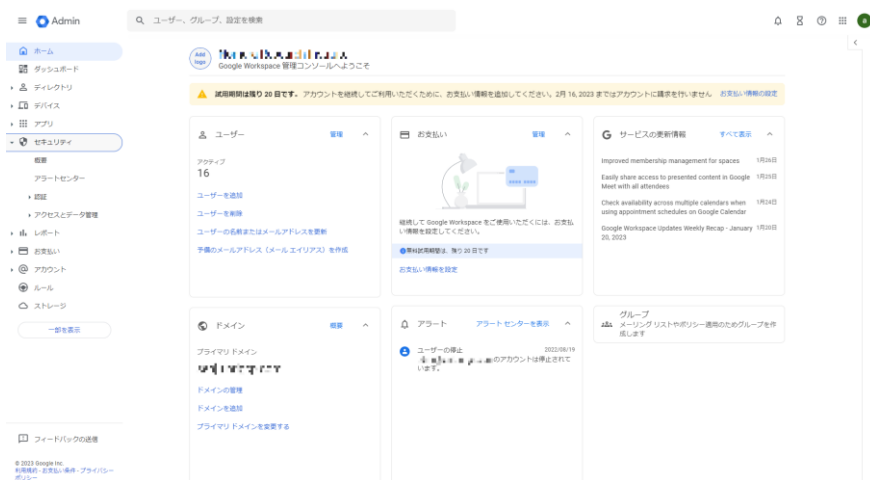 Admin
ユーザー、グループ、設定を検索
a
ホーム
ダッシュボード
ディレクトリ
デバイス
アプリ
セキュリティ
概要
アラートセンター
認証
アクセスとデータ管理
レポート
お支払い
アカウント
ルール
ストレージ
一部を表示
フィードバックの送信
© 2023 Google Inc.
利用規約 - お支払い条件 - プライバシー
ポリシー
Add
logo
Google Workspace 管理コンソールへようこそ
試用期間は残り 20 日です。 アカウントを継続してご利用いただくために、お支払い情報を追加してください。2月 16, 2023 まではアカウントに請求を行いません お支払い情報の設定
ユーザー 管理
アクティブ
16
ユーザーを追加
ユーザーを削除
ユーザーの名前またはメールアドレスを更新
予備のメールアドレス（メール エイリアス）を作成
お支払い 管理
継続して Google Workspace をご使用いただくには、お支払
い情報を設定してください。
無料試用期間は、残り 20 日です
お支払い情報を設定
サービスの更新情報 すべて表示
Improved membership management for spaces 1月26日
Easily share access to presented content in Google 1月25日
Meet with all attendees
Check availability across multiple calendars when 1月24日
using appointment schedules on Google Calendar
Google Workspace Updates Weekly Recap - January 1月20日
20, 2023
ドメイン 概要
プライマリ ドメイン
ドメインの管理
ドメインを追加
プライマリ ドメインを変更する
アラート アラート センターを表示
ユーザーの停止 2022/08/19
のアカウントは停止されて
います。
グループ
メーリング リストやポリシー適用のためグループを作
成します